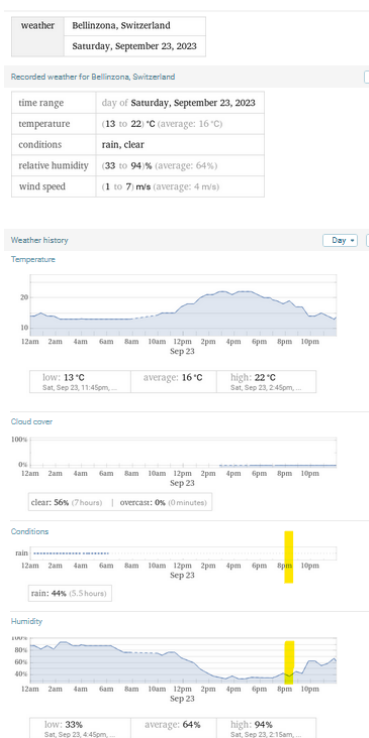 weather Bellinzona, Switzerland
Saturday, September 23, 2023
Recorded weather for Bellinzona, Switzerland
time range day of Saturday, September 23, 2023
temperature (13 to 22) °C (average: 16 °C)
conditions rain, clear
relative humidity (33 to 94)% (average: 64%)
wind speed (1 to 7) m/s (average: 4 m/s)
Weather history Day
Temperature
20
10
12am 2am 4am 6am 8am 10am 12pm 2pm 4pm 6pm 8pm 10pm
Sep 23
low: 13 °C average: 16 °C high: 22 °C
Sat, Sep 23, 11:45pm, ... Sat, Sep 23, 2:45pm, ...
Cloud cover
100%
0%
12am 2am 4am 6am 8am 10am 12pm 2pm 4pm 6pm 8pm 10pm
Sep 23
clear: 56% (7 hours) | overcast: 0% (0 minutes)
Conditions
rain
12am 2am 4am 6am 8am 10am 12pm 2pm 4pm 6pm 8pm 10pm
Sep 23
rain: 44% (5.5 hours)
Humidity
100%
80%
60%
40%
12am 2am 4am 6am 8am 10am 12pm 2pm 4pm 6pm 8pm 10pm
Sep 23
low: 33% average: 64% high: 94%
Sat, Sep 23, 4:45pm, ... Sat, Sep 23, 2:15am, ...